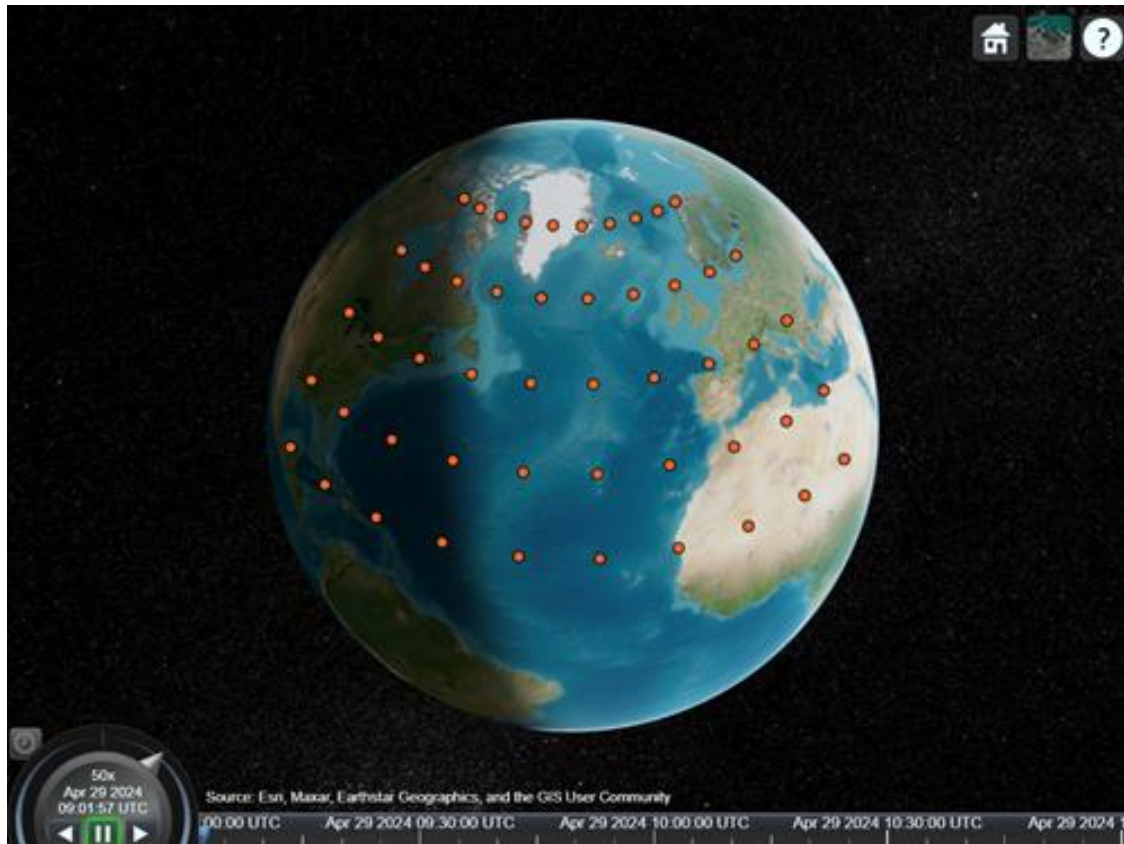 ?
50x
Apr 29 2024
09:01:57 UTC
Source: Esri, Maxar, Earthstar Geographics, and the GIS User Community
:00:00 UTC Apr 29 2024 09:30:00 UTC Apr 29 2024 10:00:00 UTC Apr 29 2024 10:30:00 UTC Apr 29 2024 1